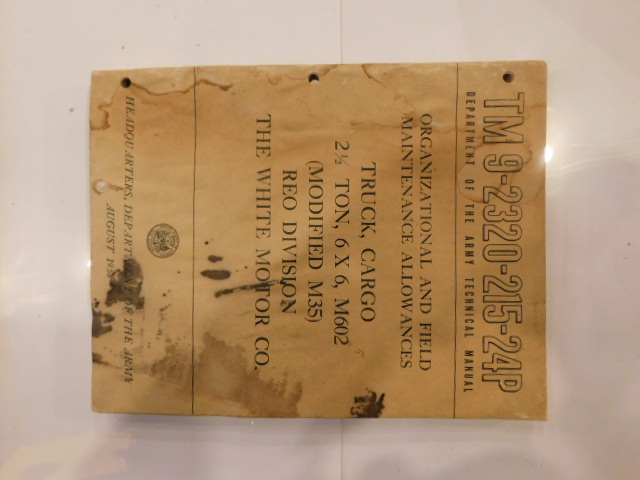 TM 9-2320-215-24P
DEPARTMENT OF THE ARMY TECHNICAL MANUAL
ORGANIZATIONAL AND FIELD
MAINTENANCE ALLOWANCES
TRUCK, CARGO
2½ TON, 6 X 6, M602
(MODIFIED M35)
REO DIVISION
THE WHITE MOTOR CO.
HEADQUARTERS, DEPARTMENT OF THE ARMY
AUGUST